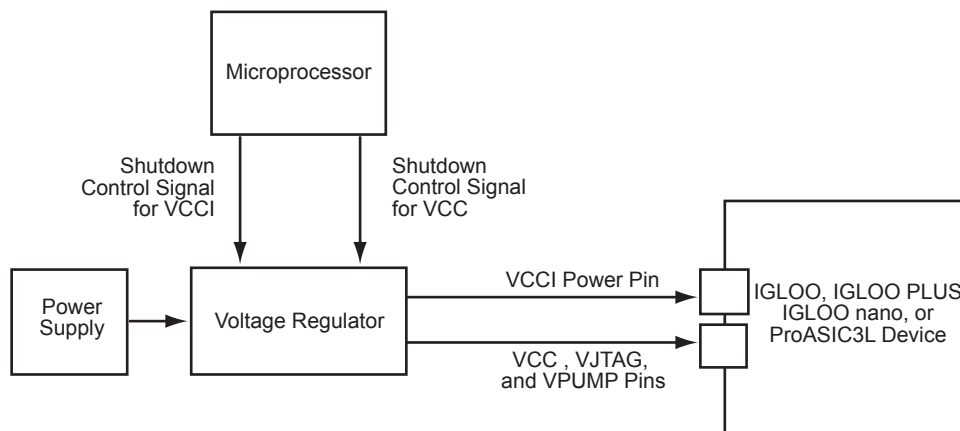 Microprocessor
Shutdown
Control Signal
for VCCI
Shutdown
Control Signal
for VCC
Power
Supply
Voltage Regulator
VCCI Power Pin
VCC , VJTAG,
and VPUMP Pins
IGLOO, IGLOO PLUS,
IGLOO nano, or
ProASIC3L Device